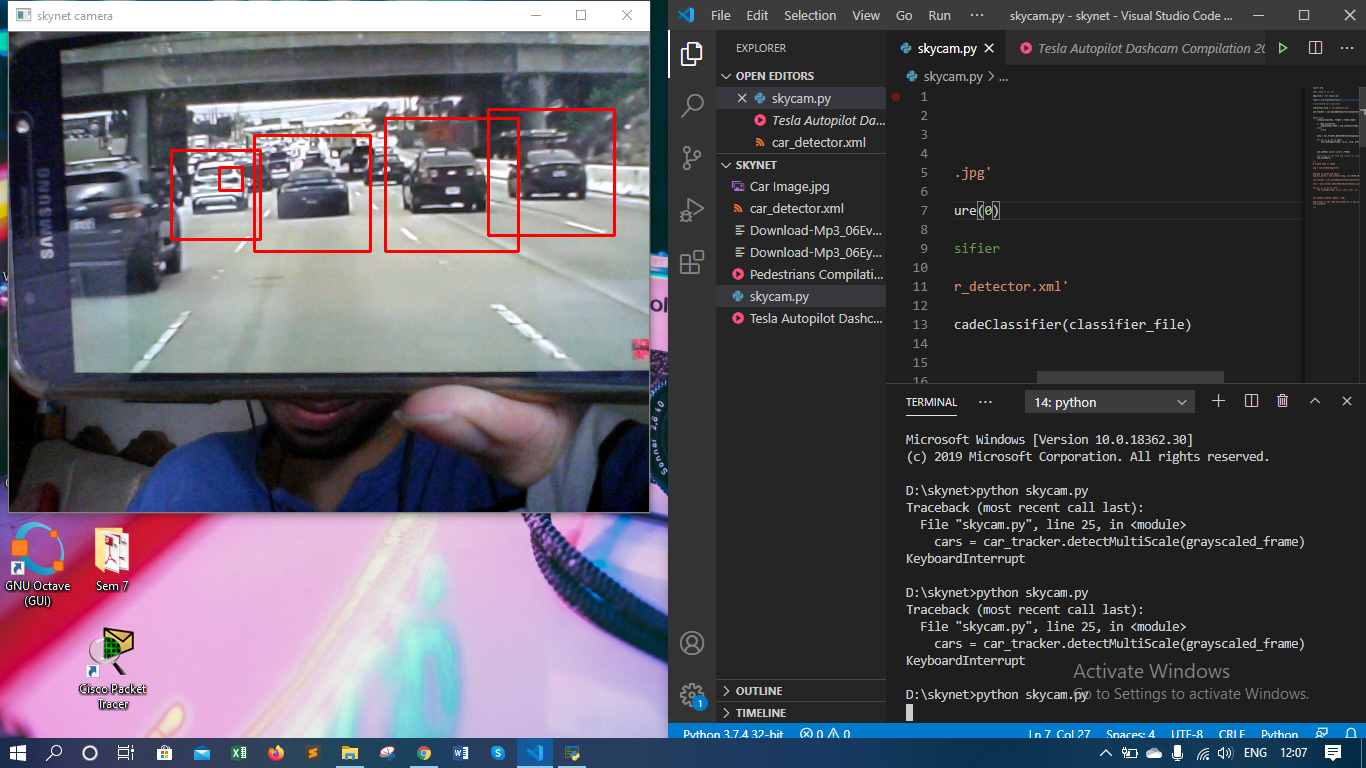 skynet camera
SAMSUNG
GNU Octave
(GUI)
Sem 7
Cisco Packet
Tracer
File Edit Selection View Go Run ··· skycam.py - skynet - Visual Studio Code ...
EXPLORER
OPEN EDITORS
skycam.py
Tesla Autopilot Da...
car_detector.xml
SKYNET
Car Image.jpg
car_detector.xml
Download-Mp3_06Ev...
Download-Mp3_06Ey...
Pedestrians Compilati...
skycam.py
Tesla Autopilot Dashc...
OUTLINE
TIMELINE
1
skycam.py Tesla Autopilot Dashcam Compilation 20
skycam.py > ...
1
2
3
4
5 .jpg'
6
7 ure(0)
8
9 sifier
10
11 r_detector.xml'
12
13 cadeClassifier(classifier_file)
14
15
16
TERMINAL ··· 14: python
Microsoft Windows [Version 10.0.18362.30]
(c) 2019 Microsoft Corporation. All rights reserved.
D:\skynet>python skycam.py
Traceback (most recent call last):
File "skycam.py", line 25, in <module>
cars = car_tracker.detectMultiScale(grayscaled_frame)
KeyboardInterrupt
D:\skynet>python skycam.py
Traceback (most recent call last):
File "skycam.py", line 25, in <module>
cars = car_tracker.detectMultiScale(grayscaled_frame)
KeyboardInterrupt
D:\skynet>python skycam.py
Activate Windows
Go to Settings to activate Windows.
Python 3.7.4 32-bit 0 0 Ln 7, Col 27 Spaces: 4 UTF-8 CRLF Python
ENG 12:07